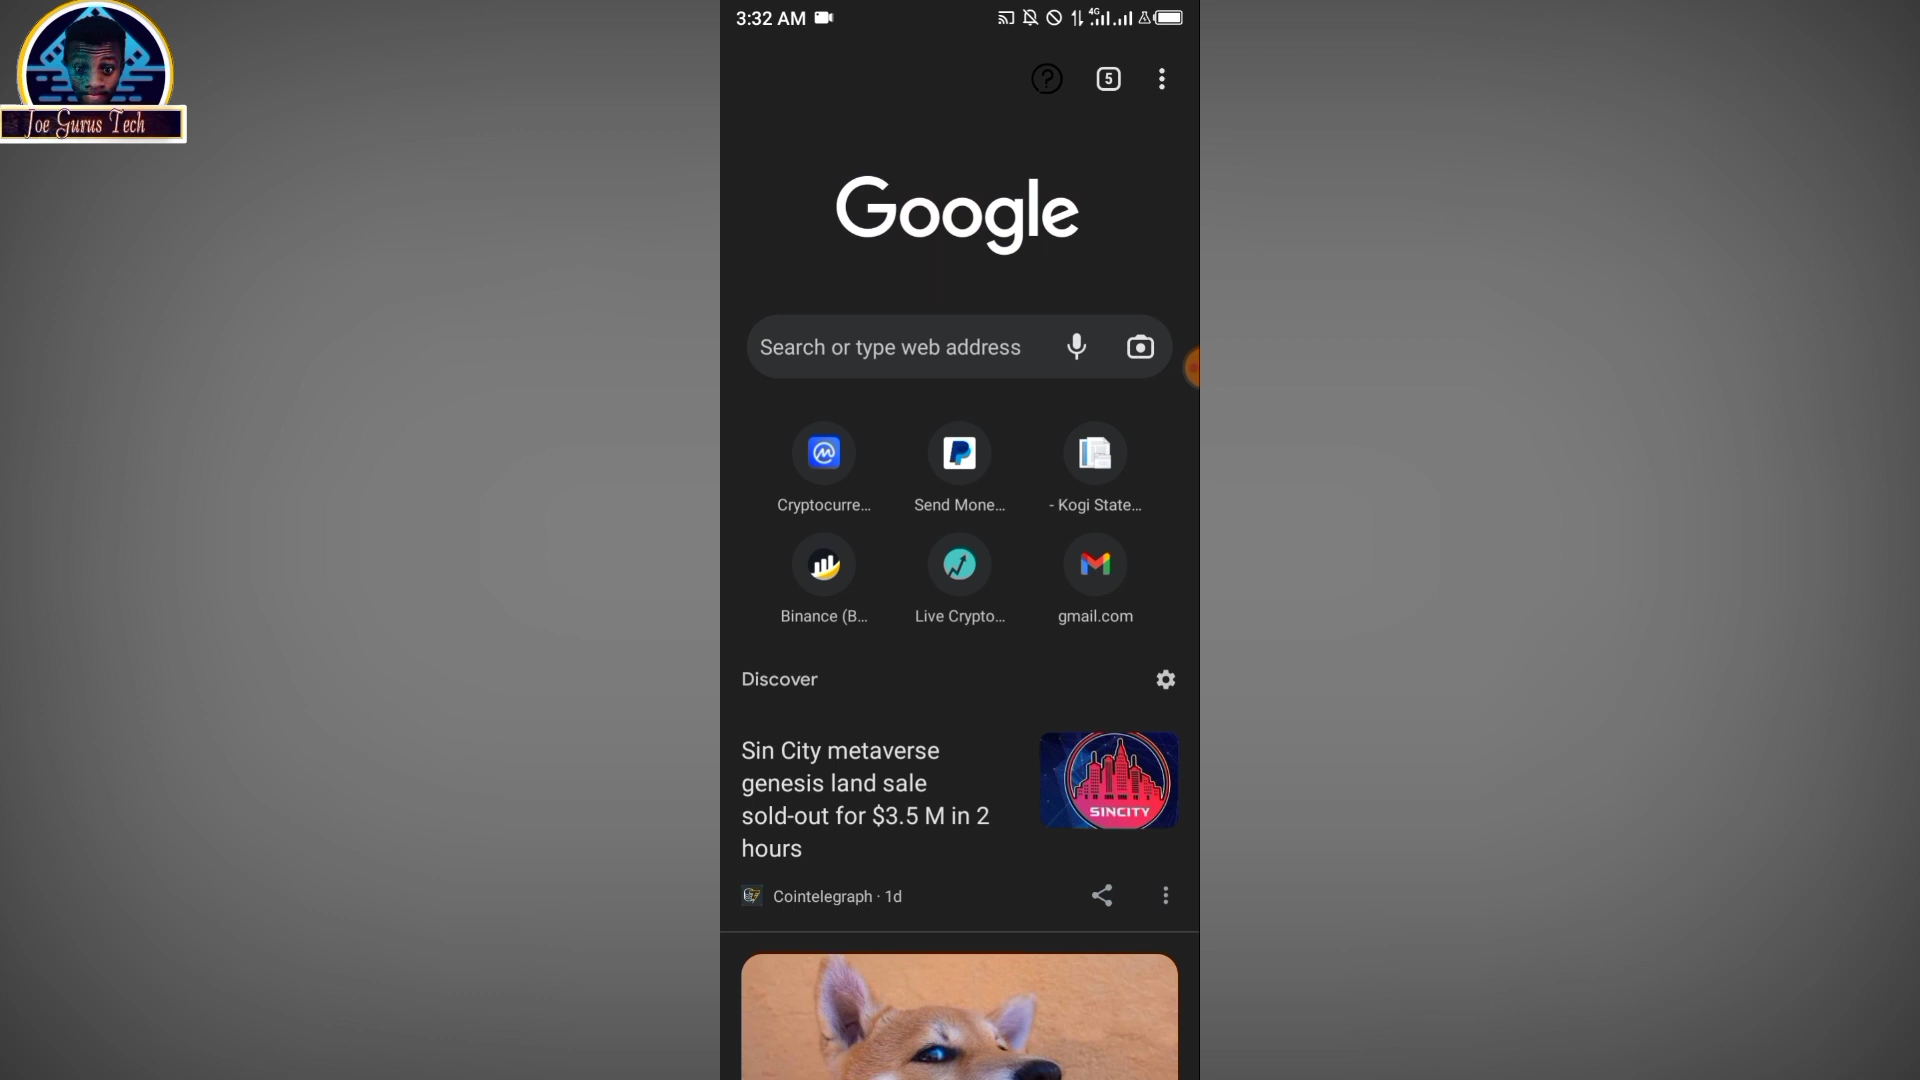 3:32 AM
4G
5
Joe Gurus Tech
Google
Search or type web address
Cryptocurre...
Send Mone...
- Kogi State...
Binance (B...
Live Crypto...
gmail.com
Discover
Sin City metaverse
genesis land sale
sold-out for $3.5 M in 2
hours
SINCITY
Cointelegraph · 1d